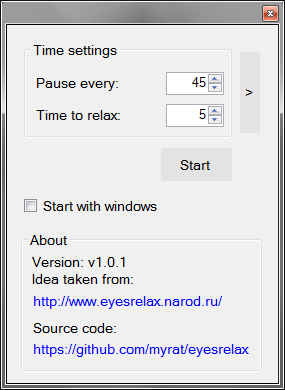 Time settings
Pause every: 45
>
Time to relax: 5
Start
Start with windows
About
Version: v1.0.1
Idea taken from:
http://www.eyesrelax.narod.ru/
Source code:
https://github.com/myrat/eyesrelax